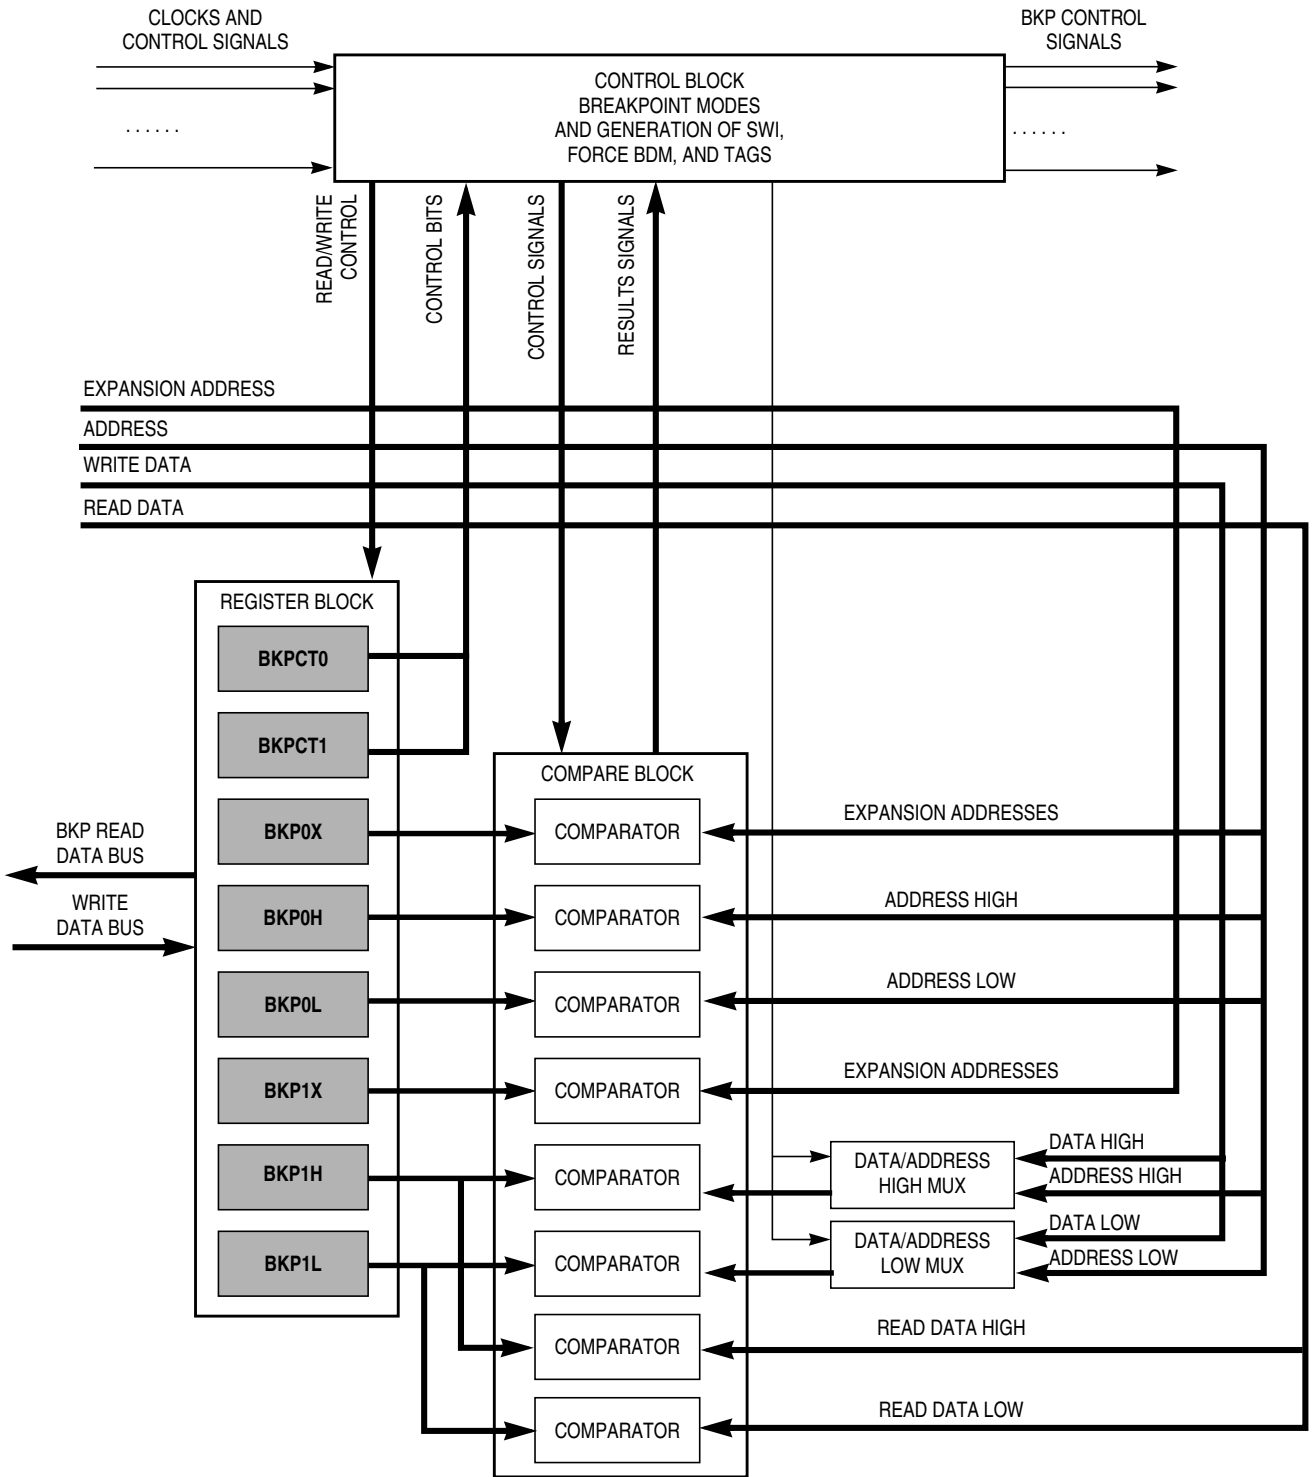 CLOCKS AND
CONTROL SIGNALS
BKP CONTROL
SIGNALS
. . . . . .
CONTROL BLOCK
BREAKPOINT MODES
AND GENERATION OF SWI,
FORCE BDM, AND TAGS
. . . . . .
READ/WRITE
CONTROL
CONTROL BITS
CONTROL SIGNALS
RESULTS SIGNALS
EXPANSION ADDRESS
ADDRESS
WRITE DATA
READ DATA
REGISTER BLOCK
BKPCT0
BKPCT1
COMPARE BLOCK
BKP READ
DATA BUS
WRITE
DATA BUS
BKP0X
COMPARATOR
EXPANSION ADDRESSES
BKP0H
COMPARATOR
ADDRESS HIGH
BKP0L
COMPARATOR
ADDRESS LOW
BKP1X
COMPARATOR
EXPANSION ADDRESSES
BKP1H
COMPARATOR
DATA/ADDRESS
HIGH MUX
DATA HIGH
ADDRESS HIGH
BKP1L
COMPARATOR
DATA/ADDRESS
LOW MUX
DATA LOW
ADDRESS LOW
COMPARATOR
READ DATA HIGH
COMPARATOR
READ DATA LOW